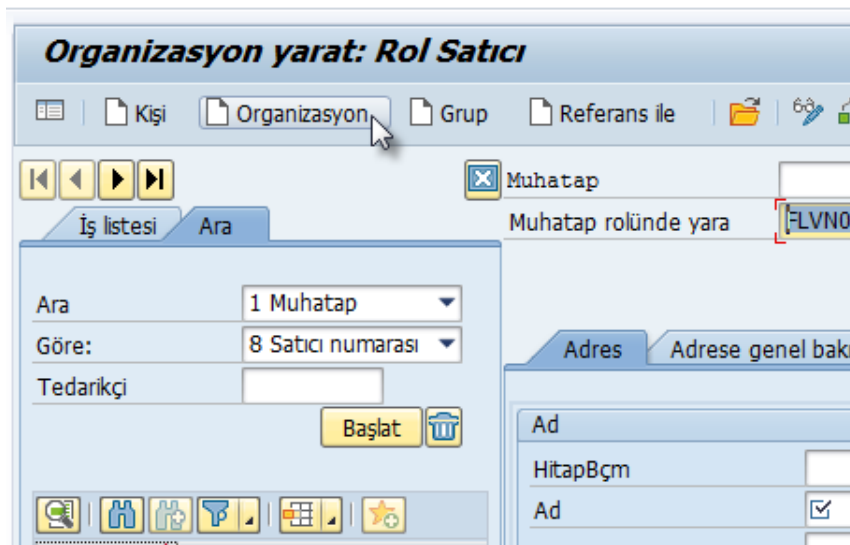 Organizasyon yarat: Rol Satıcı
Kişi Organizasyon Grup Referans ile
Muhatap
İş listesi Ara
Muhatap rolünde yara FLVN0
Ara 1 Muhatap
Göre: 8 Satıcı numarası
Adres Adrese genel bak
Tedarikçi
Başlat
Ad
HitapBçm
Ad